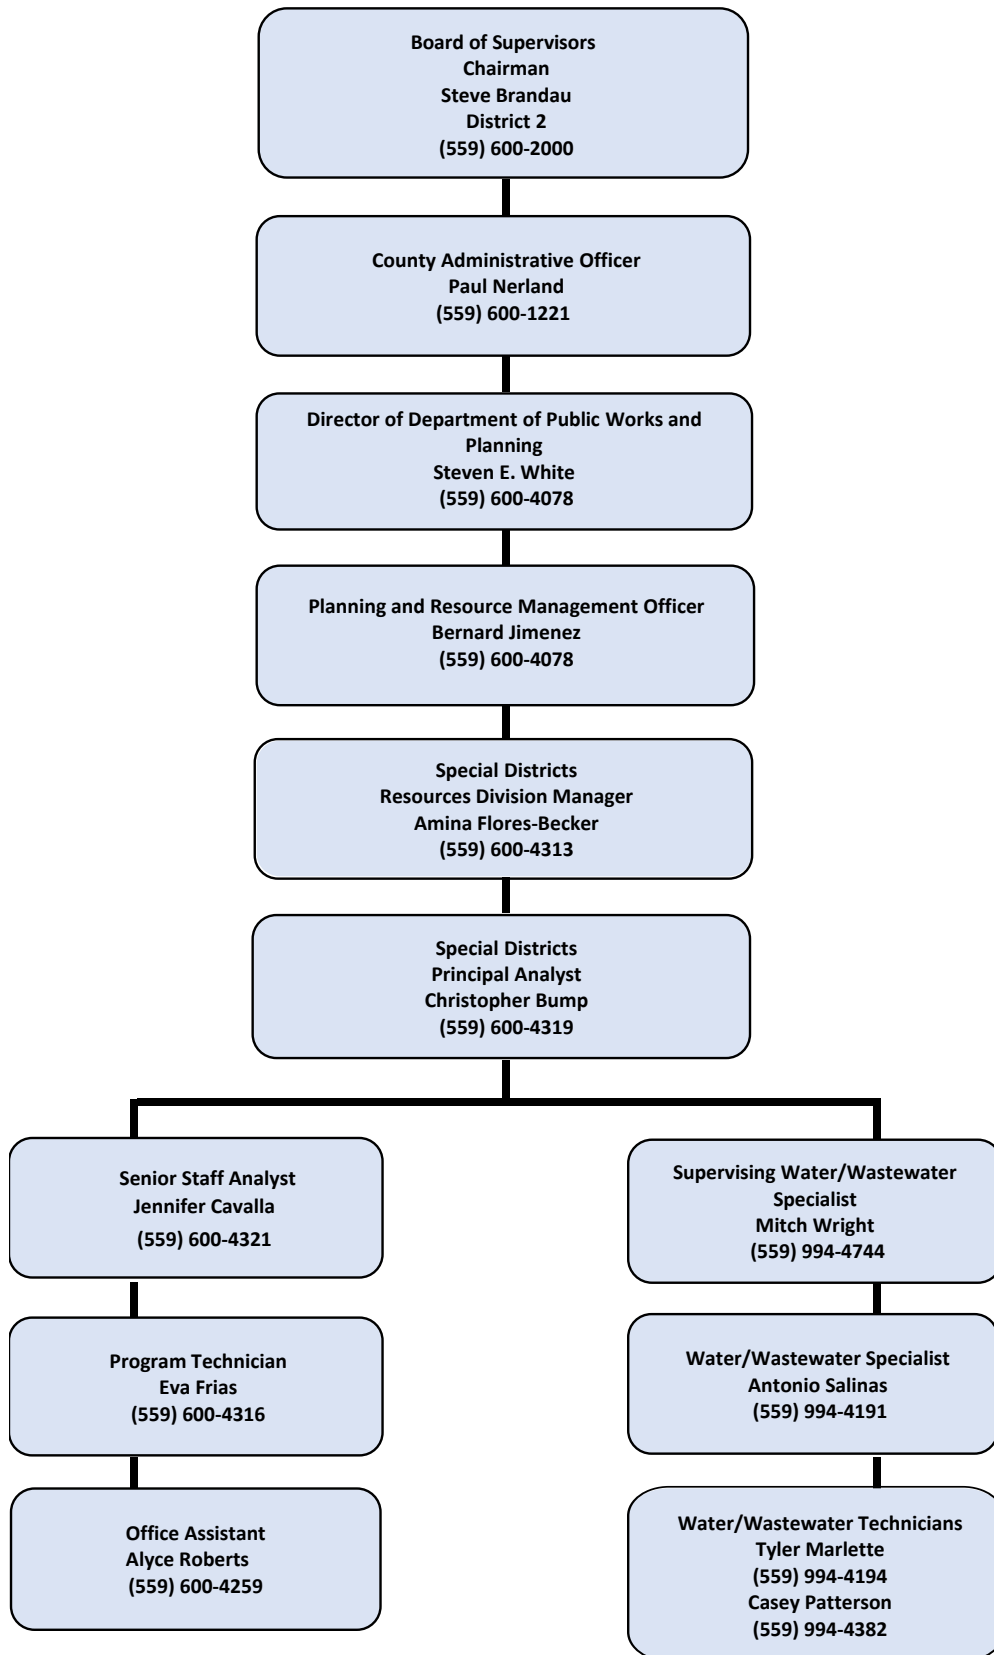 Board of Supervisors
Chairman
Steve Brandau
District 2
(559) 600-2000
County Administrative Officer
Paul Nerland
(559) 600-1221
Director of Department of Public Works and
Planning
Steven E. White
(559) 600-4078
Planning and Resource Management Officer
Bernard Jimenez
(559) 600-4078
Special Districts
Resources Division Manager
Amina Flores-Becker
(559) 600-4313
Special Districts
Principal Analyst
Christopher Bump
(559) 600-4319
Senior Staff Analyst
Jennifer Cavalla
(559) 600-4321
Program Technician
Eva Frias
(559) 600-4316
Office Assistant
Alyce Roberts
(559) 600-4259
Supervising Water/Wastewater
Specialist
Mitch Wright
(559) 994-4744
Water/Wastewater Specialist
Antonio Salinas
(559) 994-4191
Water/Wastewater Technicians
Tyler Marlette
(559) 994-4194
Casey Patterson
(559) 994-4382